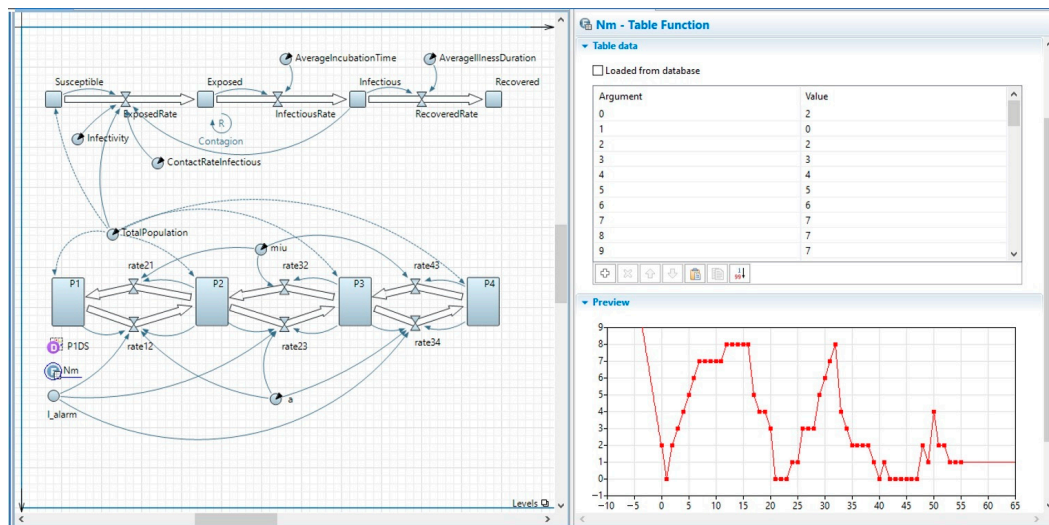 AverageIncubationTime
AverageIllnessDuration
Susceptible
Exposed
Infectious
Recovered
ExposedRate
InfectiousRate
RecoveredRate
R
Contagion
Infectivity
ContactRateInfectious
TotalPopulation
miu
rate21
rate32
rate43
P1
P2
P3
P4
rate12
rate23
rate34
D
P1DS
Nm
I_alarm
a
Levels
Nm - Table Function
Table data
Loaded from database
Argument Value
0 2
1 0
2 2
3 3
4 4
5 5
6 6
7 7
8 7
9 7
Preview
9
8
7
6
5
4
3
2
1
0
-1
-10 -5 0 5 10 15 20 25 30 35 40 45 50 55 60 65